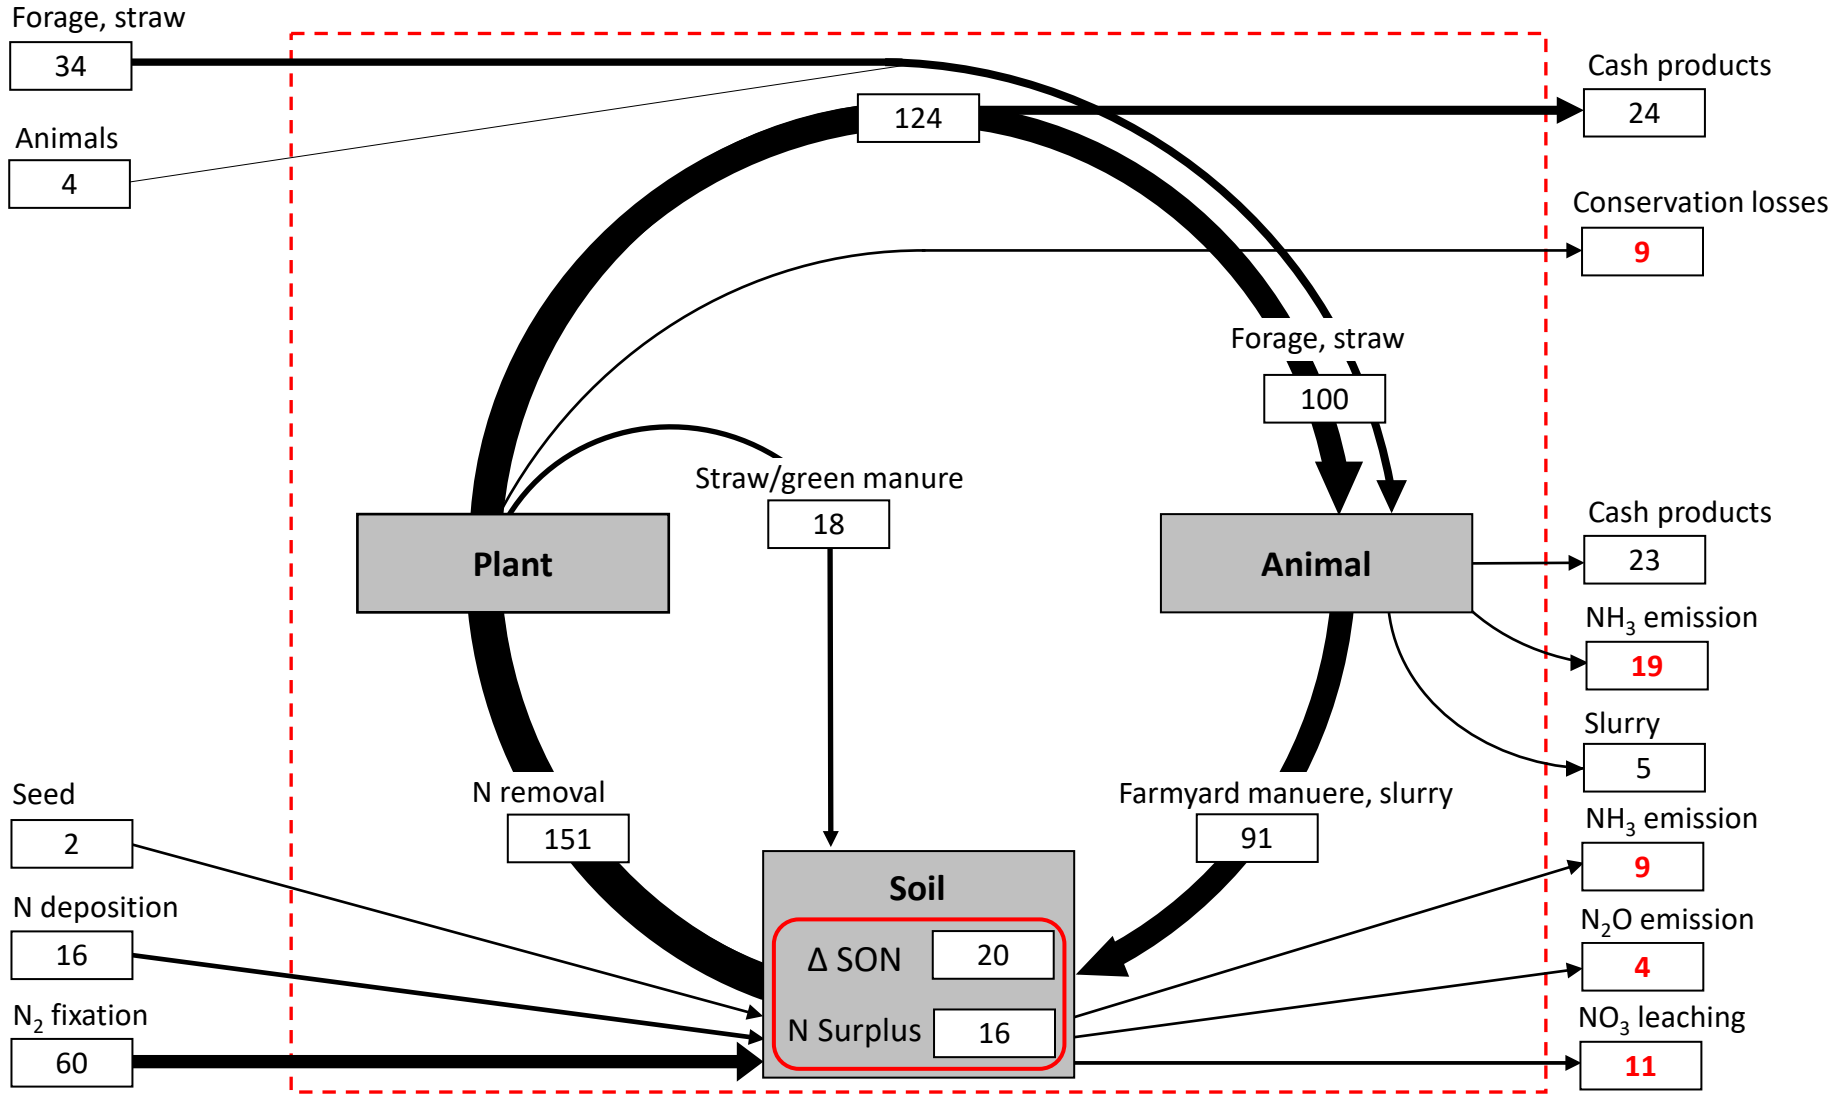 Forage, straw
34
Animals
4
124
Cash products
24
Conservation losses
9
Forage, straw
100
Straw/green manure
18
Plant
Animal
Cash products
23
NH₃ emission
19
Slurry
5
N removal
151
Farmyard manuere, slurry
91
Seed
2
N deposition
16
N₂ fixation
60
Soil
Δ SON
20
N Surplus
16
NH₃ emission
9
N₂O emission
4
NO₃ leaching
11